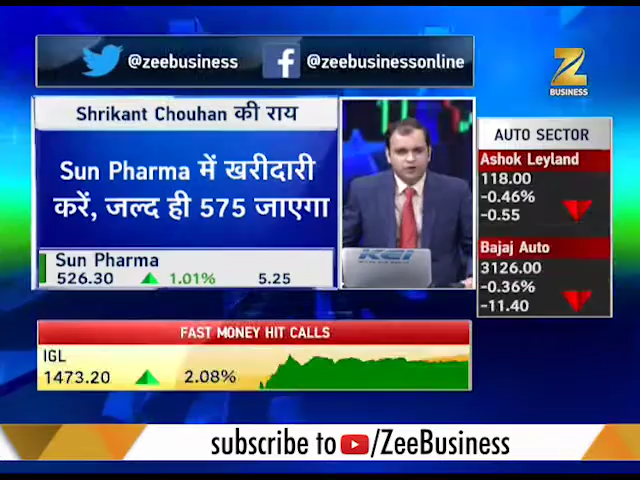 @zeebusiness
@zeebusinessonline
Z
BUSINESS
Shrikant Chouhan की राय
Sun Pharma में खरीदारी
करें, जल्द ही 575 जाएगा
Sun Pharma
526.30 1.01% 5.25
AUTO SECTOR
Ashok Leyland
118.00
-0.46%
-0.55
Bajaj Auto
3126.00
-0.36%
-11.40
FAST MONEY HIT CALLS
IGL
1473.20 2.08%
subscribe to /ZeeBusiness